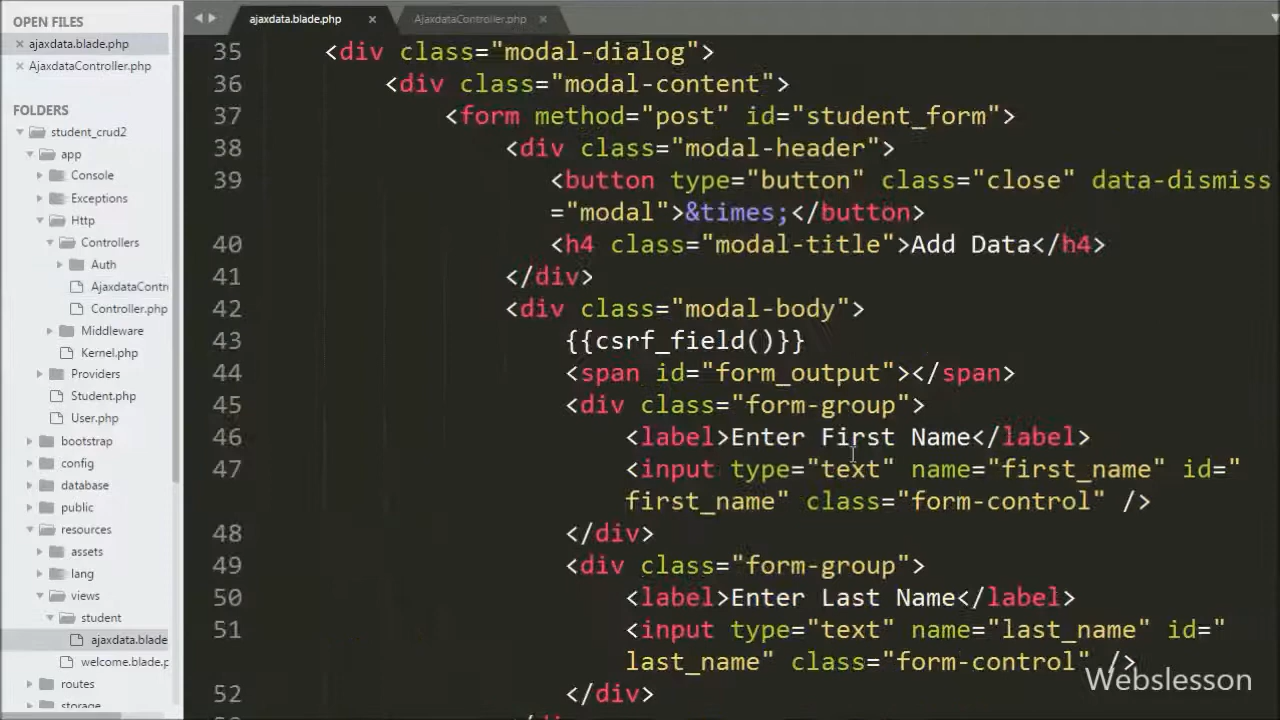 OPEN FILES
× ajaxdata.blade.php
× AjaxdataController.php
FOLDERS
student_crud2
app
Console
Exceptions
Http
Controllers
Auth
AjaxdataContr
Controller.php
Middleware
Kernel.php
Providers
Student.php
User.php
bootstrap
config
database
public
resources
assets
lang
views
student
ajaxdata.blade
welcome.blade.p
routes
storage
ajaxdata.blade.php ×
AjaxdataController.php ×
35 <div class="modal-dialog">
36 <div class="modal-content">
37 <form method="post" id="student_form">
38 <div class="modal-header">
39 <button type="button" class="close" data-dismiss
="modal">&times;</button>
40 <h4 class="modal-title">Add Data</h4>
41 </div>
42 <div class="modal-body">
43 {{csrf_field()}}
44 <span id="form_output"></span>
45 <div class="form-group">
46 <label>Enter First Name</label>
47 <input type="text" name="first_name" id="
first_name" class="form-control" />
48 </div>
49 <div class="form-group">
50 <label>Enter Last Name</label>
51 <input type="text" name="last_name" id="
last_name" class="form-control" />
52 </div>
Webslesson